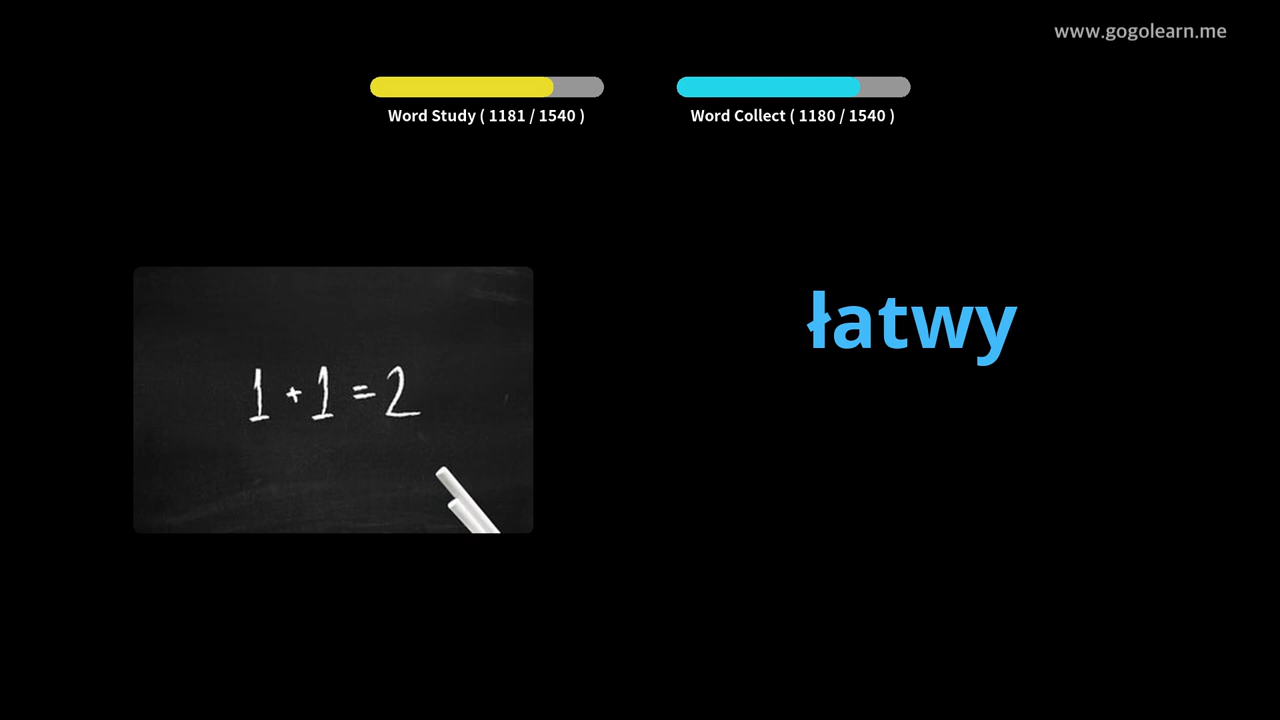 www.gogolearn.me
Word Study ( 1181 / 1540 )
Word Collect ( 1180 / 1540 )
łatwy
1 + 1 = 2